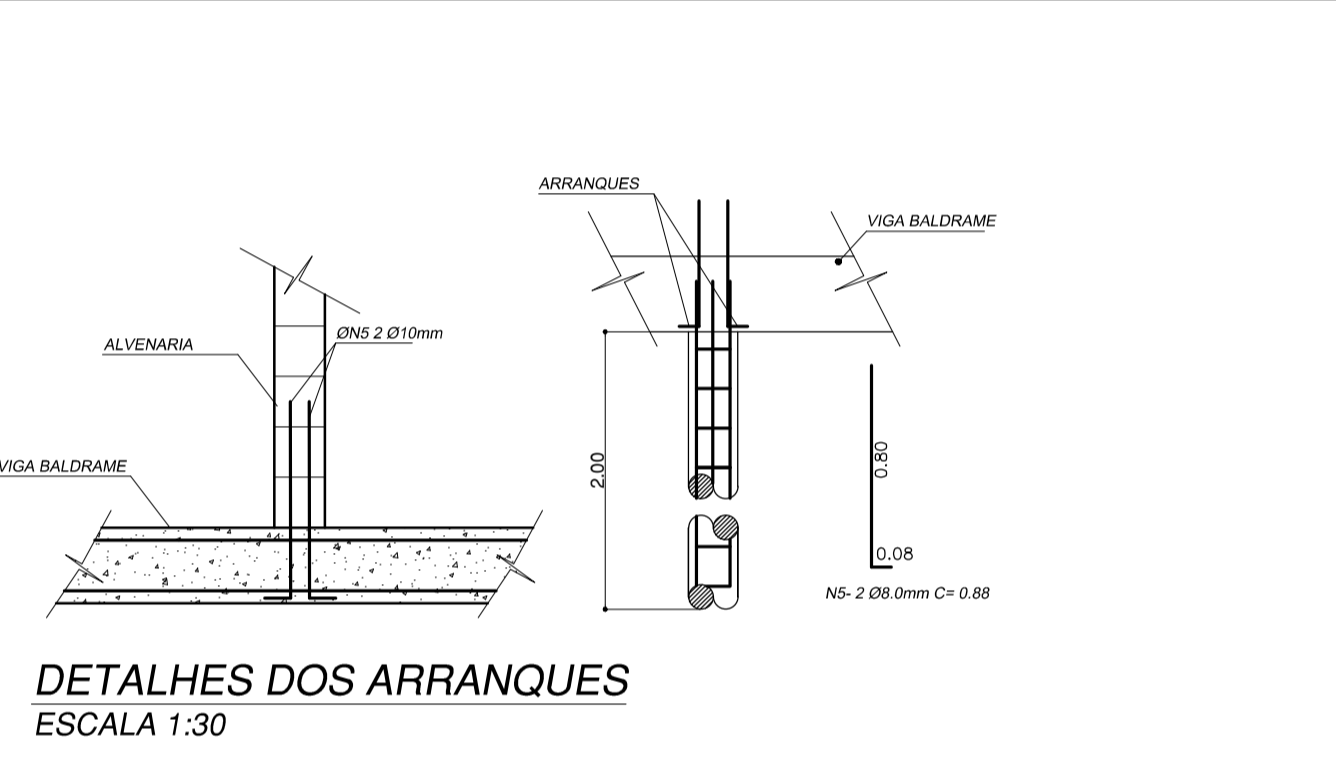 ARRANQUES
VIGA BALDRAME
ALVENARIA
ØN5 2 Ø10mm
VIGA BALDRAME
2.00
0.80
0.08
N5- 2 Ø8.0mm C= 0.88
DETALHES DOS ARRANQUES
ESCALA 1:30